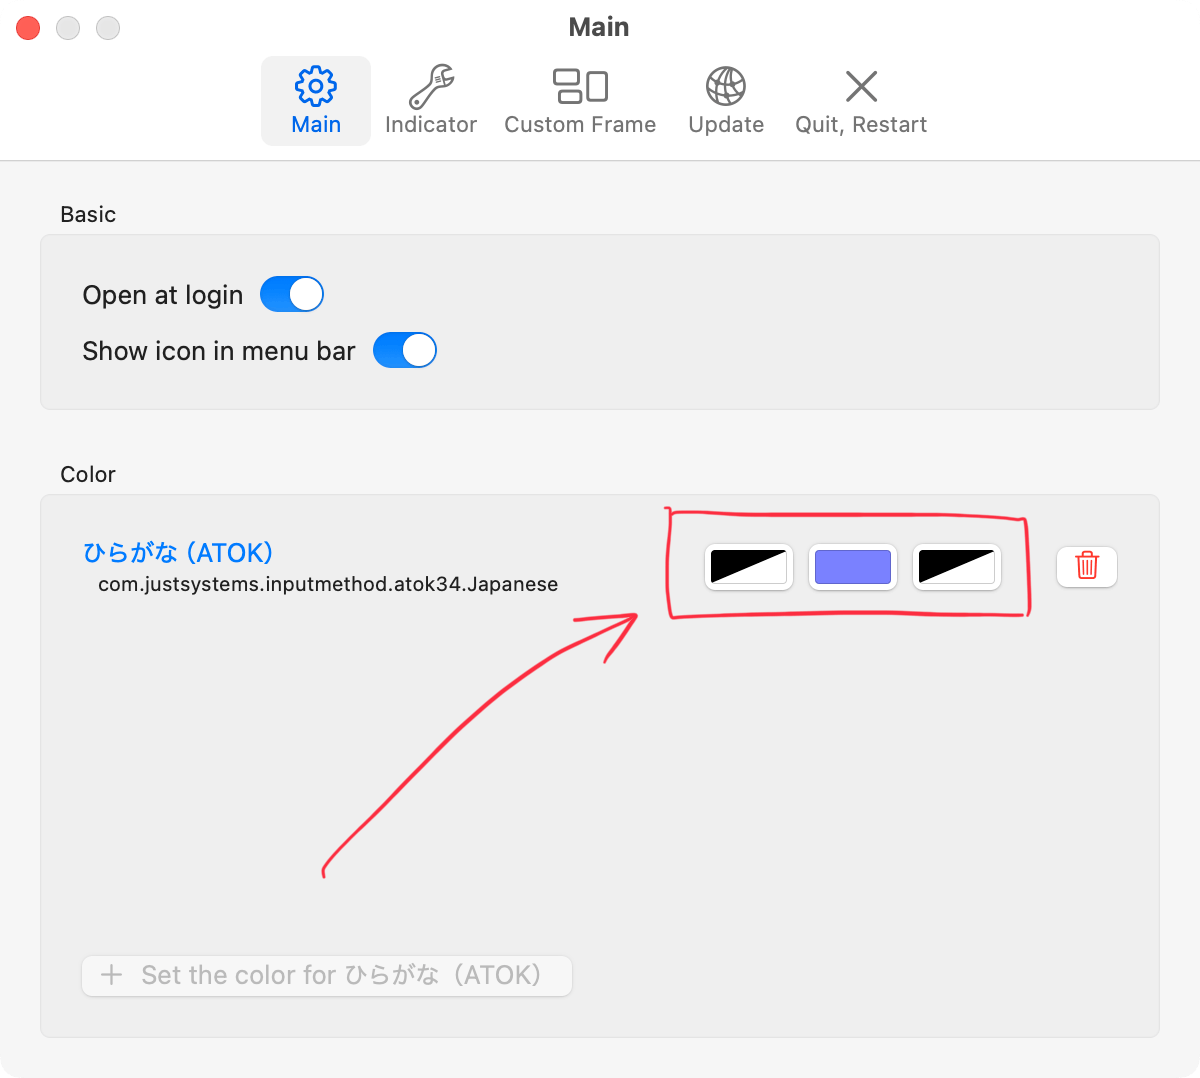 Main
Main
Indicator
Custom Frame
Update
Quit, Restart
Basic
Open at login
Show icon in menu bar
Color
ひらがな（ATOK）
com.justsystems.inputmethod.atok34.Japanese
Set the color for ひらがな（ATOK）